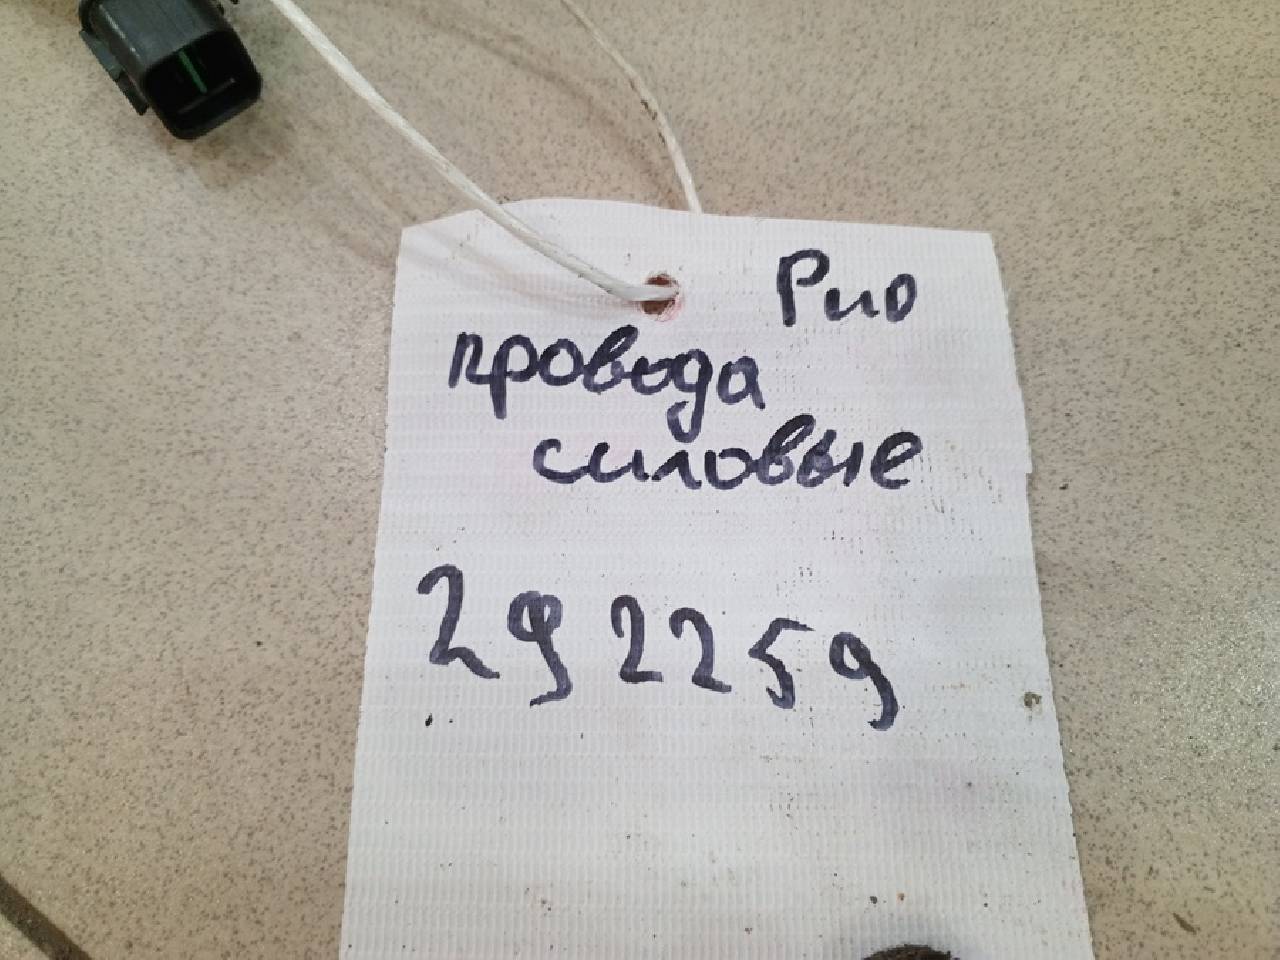 Рио
провода
силовые
292259